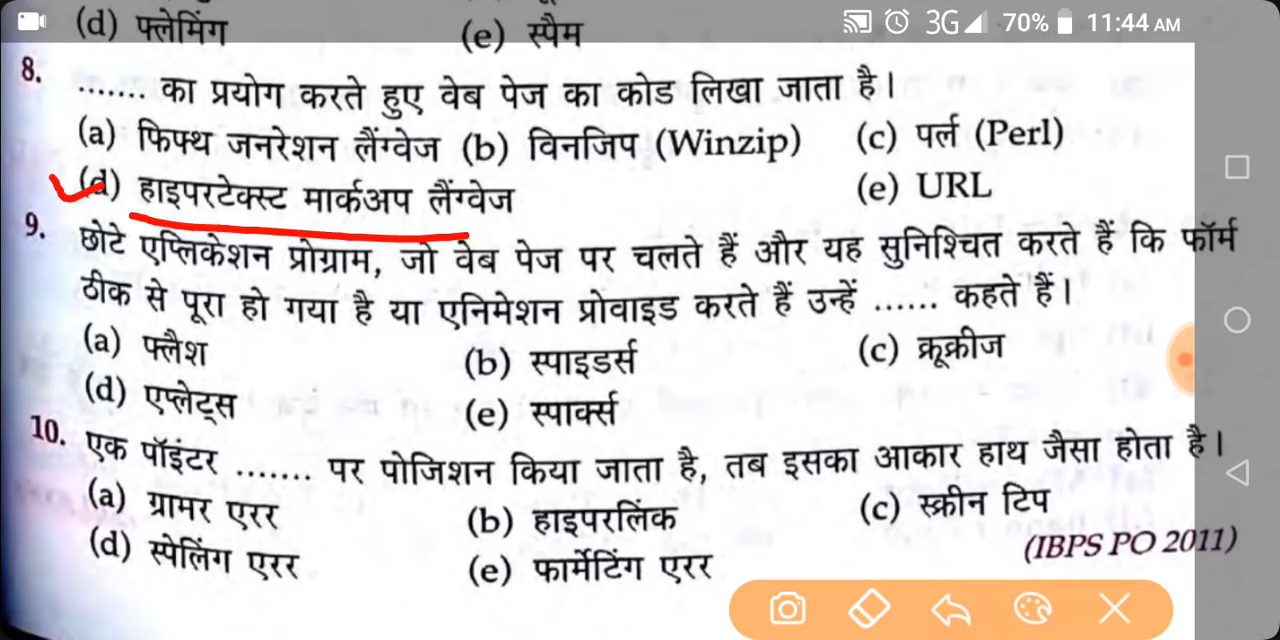 3G 70% 11:44 AM
(d) फ्लेमिंग (e) स्पैम
8. ....... का प्रयोग करते हुए वेब पेज का कोड लिखा जाता है।
(a) फिफ्थ जनरेशन लैंग्वेज (b) विनजिप (Winzip) (c) पर्ल (Perl)
(d) हाइपरटेक्स्ट मार्कअप लैंग्वेज (e) URL
9. छोटे एप्लिकेशन प्रोग्राम, जो वेब पेज पर चलते हैं और यह सुनिश्चित करते हैं कि फॉर्म
ठीक से पूरा हो गया है या एनिमेशन प्रोवाइड करते हैं उन्हें ...... कहते हैं।
(a) फ्लैश (b) स्पाइडर्स (c) क्रूक्रीज
(d) एप्लेट्स (e) स्पार्क्स
10. एक पॉइंटर ....... पर पोजिशन किया जाता है, तब इसका आकार हाथ जैसा होता है।
(a) ग्रामर एरर (b) हाइपरलिंक (c) स्क्रीन टिप
(d) स्पेलिंग एरर (e) फार्मेटिंग एरर (IBPS PO 2011)